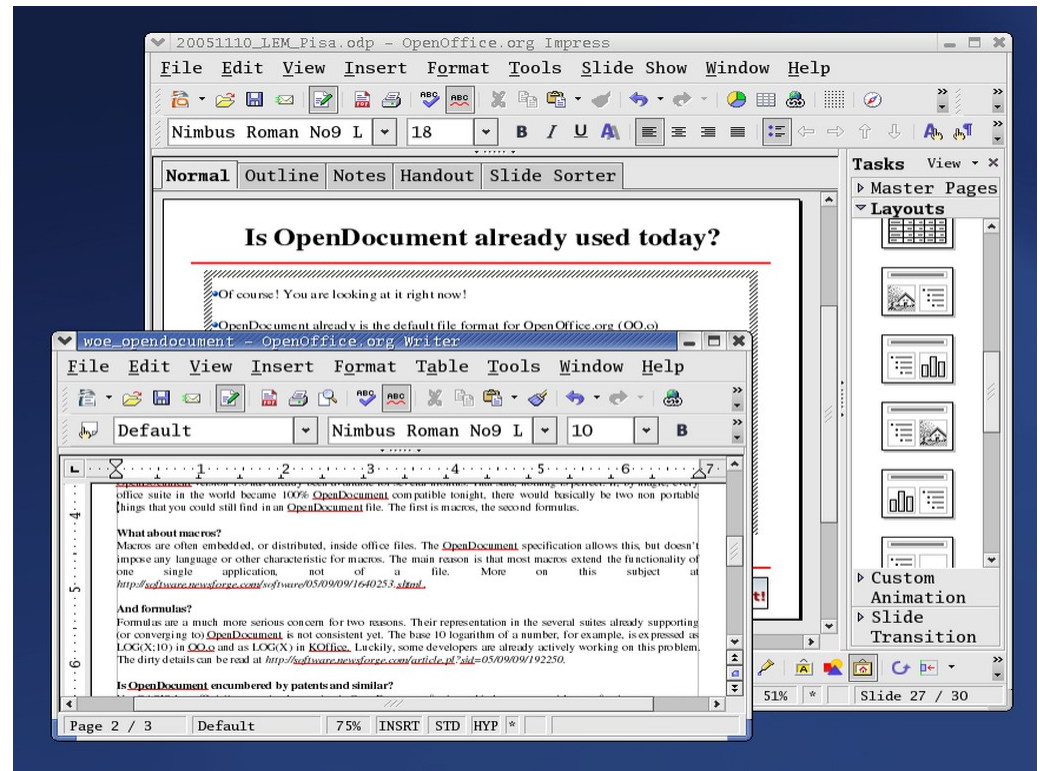 20051110_LEM_Pisa.odp – OpenOffice.org Impress
File Edit View Insert Format Tools Slide Show Window Help
Nimbus Roman No9 L 18 B I U A
Normal Outline Notes Handout Slide Sorter
Is OpenDocument already used today?
Of course! You are looking at it right now!
OpenDocument already is the default file format for OpenOffice.org (OO.o)
t!
Tasks View
Master Pages
Layouts
Custom
Animation
Slide
Transition
51% * Slide 27 / 30
woe_opendocument – OpenOffice.org Writer
File Edit View Insert Format Table Tools Window Help
Default Nimbus Roman No9 L 10 B
1 2 3 4 5 6 7
4
5
6
office suite in the world became 100% OpenDocument compatible tonight, there would basically be two non portable
things that you could still find in an OpenDocument file. The first is macros, the second formulas.
What about macros?
Macros are often embedded, or distributed, inside office files. The OpenDocument specification allows this, but doesn't
impose any language or other characteristic for macros. The main reason is that most macros extend the functionality of
one single application, not of a file. More on this subject at
http://software.newsforge.com/software/05/09/09/1640253.shtml .
And formulas?
Formulas are a much more serious concern for two reasons. Their representation in the several suites already supporting
(or converging to) OpenDocument is not consistent yet. The base 10 logarithm of a number, for example, is expressed as
LOG(X;10) in OO.o and as LOG(X) in KOffice. Luckily, some developers are already actively working on this problem.
The dirty details can be read at http://software.newsforge.com/article.pl?sid=05/09/09/192250.
Is OpenDocument encumbered by patents and similar?
Page 2 / 3 Default 75% INSRT STD HYP *